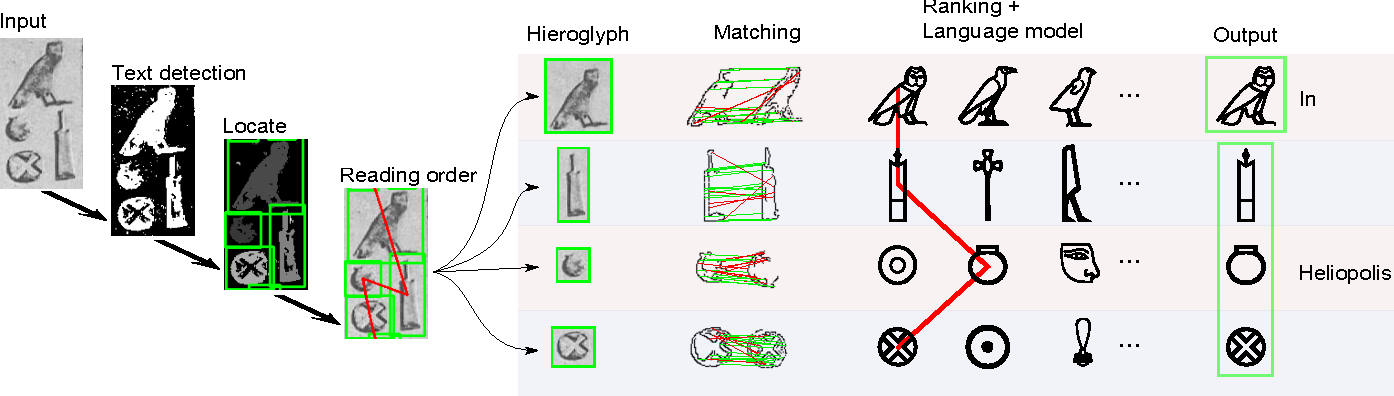 Input
Text detection
Locate
Reading order
Hieroglyph
Matching
Ranking +
Language model
Output
...
In
...
...
Heliopolis
...